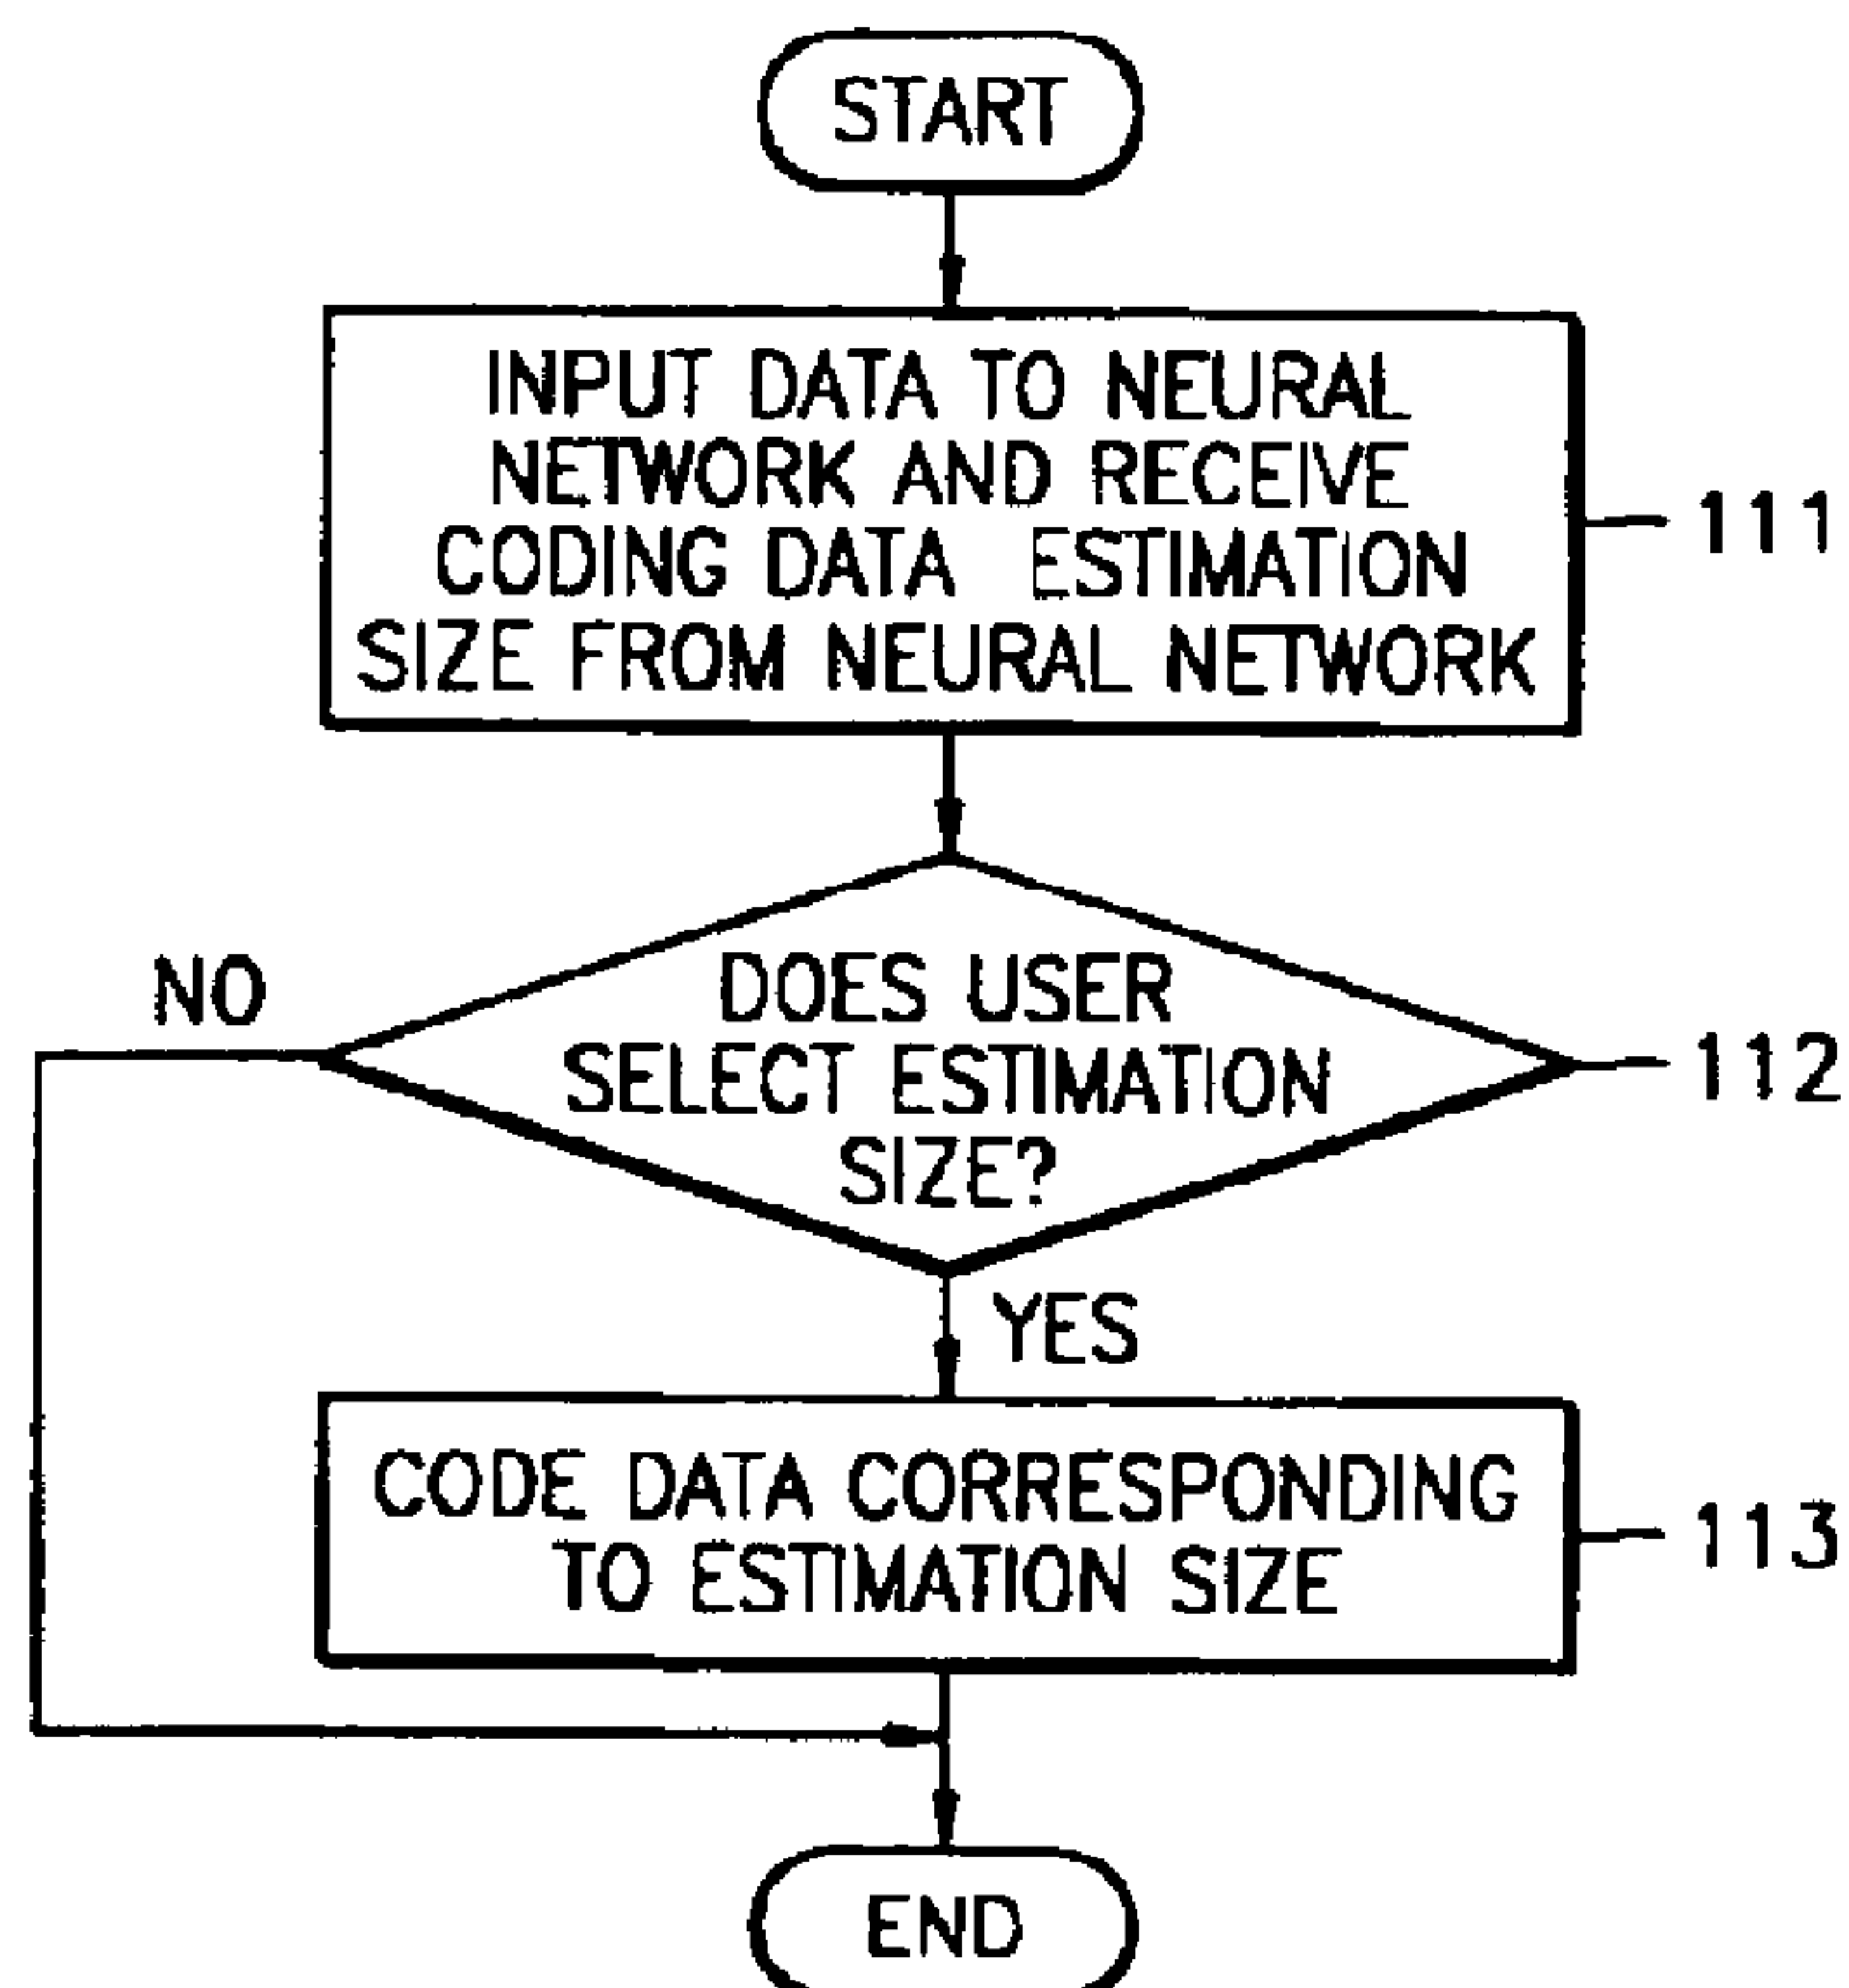 START
INPUT DATA TO NEURAL
NETWORK AND RECEIVE
CODING DATA ESTIMATION
SIZE FROM NEURAL NETWORK
111
NO
DOES USER
SELECT ESTIMATION
SIZE?
112
YES
CODE DATA CORRESPONDING
TO ESTIMATION SIZE
113
END